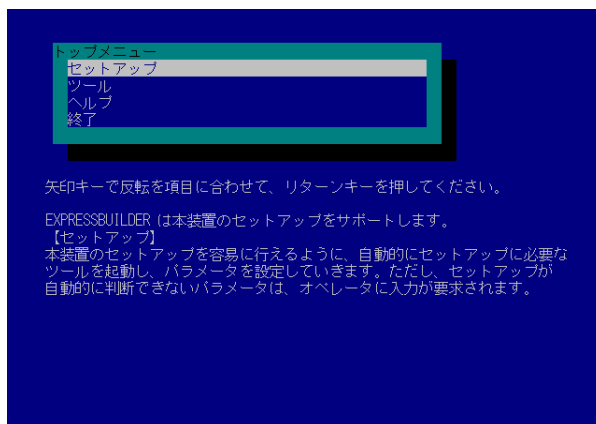 トップメニュー
セットアップ
ツール
ヘルプ
終了
矢印キーで反転を項目に合わせて、リターンキーを押してください。
EXPRESSBUILDER は本装置のセットアップをサポートします。
【セットアップ】
本装置のセットアップを容易に行えるように、自動的にセットアップに必要な
ツールを起動し、パラメータを設定していきます。ただし、セットアップが
自動的に判断できないパラメータは、オペレータに入力が要求されます。